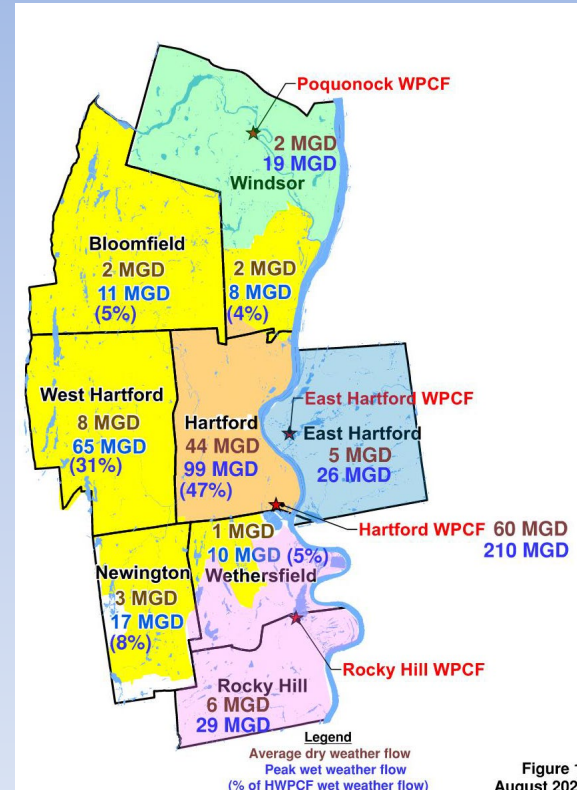 Poquonock WPCF
2 MGD
19 MGD
Windsor
Bloomfield
2 MGD
11 MGD
(5%)
2 MGD
8 MGD
(4%)
West Hartford
8 MGD
65 MGD
(31%)
Hartford
44 MGD
99 MGD
(47%)
East Hartford WPCF
East Hartford
5 MGD
26 MGD
Hartford WPCF 60 MGD
210 MGD
1 MGD
10 MGD (5%)
Wethersfield
Newington
3 MGD
17 MGD
(8%)
Rocky Hill WPCF
Rocky Hill
6 MGD
29 MGD
Legend
Average dry weather flow
Peak wet weather flow
(% of HWPCF wet weather flow)
Figure 1
August 202